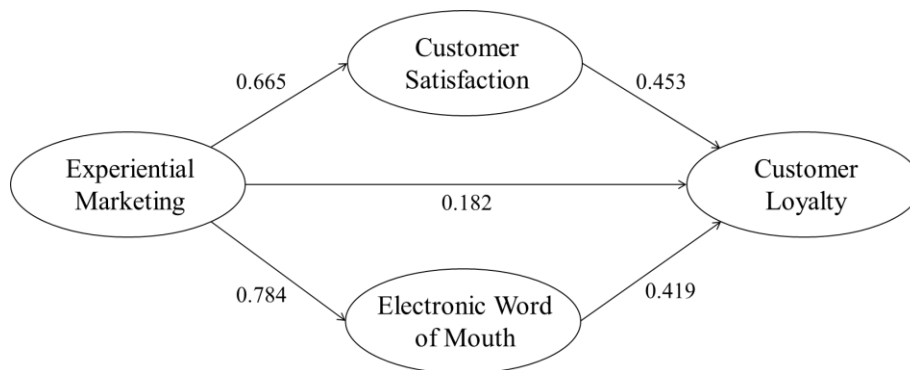 Customer
Satisfaction
0.665
0.453
Experiential
Marketing
Customer
Loyalty
0.182
0.784
0.419
Electronic Word
of Mouth